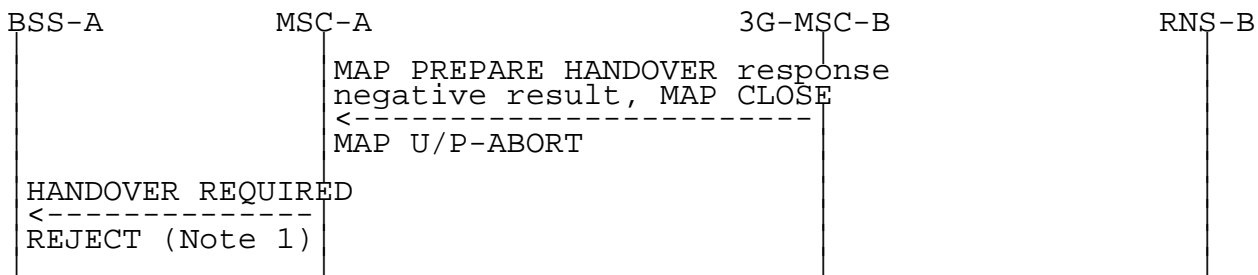 BSS-A MSC-A 3G-MSC-B RNS-B
MAP PREPARE HANDOVER response
negative result, MAP CLOSE
<------------------------
MAP U/P-ABORT
HANDOVER REQUIRED
<--------------
REJECT (Note 1)